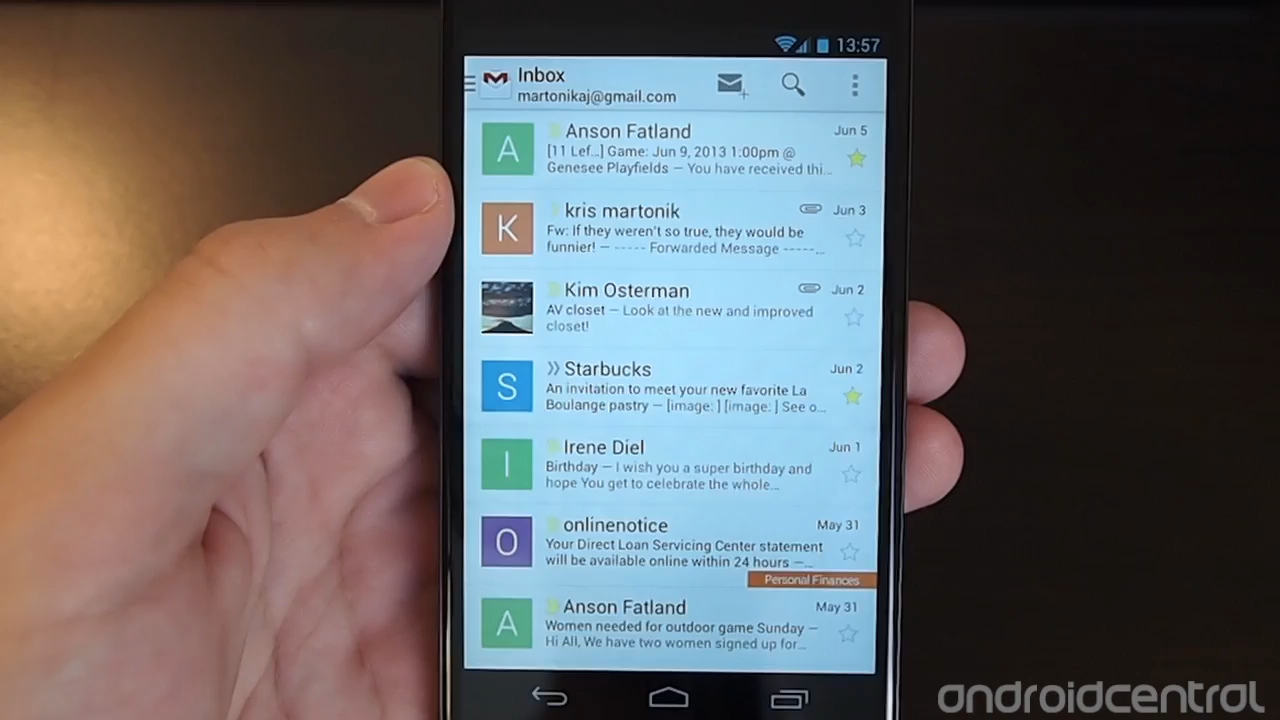 13:57
Inbox
martonikaj@gmail.com
A
Anson Fatland
Jun 5
[11 Lef...] Game: Jun 9, 2013 1:00pm @
Genesee Playfields – You have received thi...
K
kris martonik
Jun 3
Fw: If they weren't so true, they would be
funnier! – ----- Forwarded Message -----...
Kim Osterman
Jun 2
AV closet – Look at the new and improved
closet!
S
Starbucks
Jun 2
An invitation to meet your new favorite La
Boulange pastry – [image: ] [image: ] See o...
I
Irene Diel
Jun 1
Birthday – I wish you a super birthday and
hope You get to celebrate the whole...
O
onlinenotice
May 31
Your Direct Loan Servicing Center statement
will be available online within 24 hours –...
Personal Finances
A
Anson Fatland
May 31
Women needed for outdoor game Sunday –
Hi All, We have two women signed up for...
androidcentral